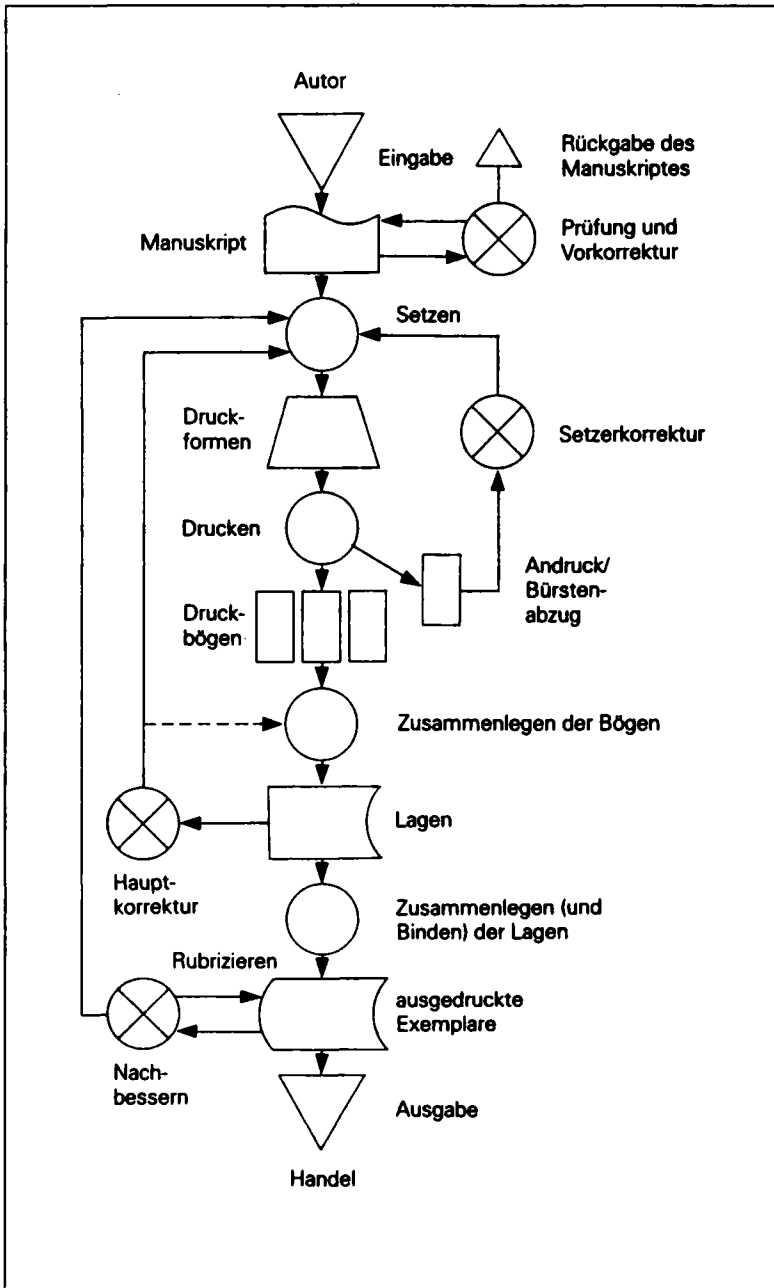 Autor
Eingabe
Rückgabe des
Manuskriptes
Manuskript
Prüfung und
Vorkorrektur
Setzen
Druck-
formen
Setzerkorrektur
Drucken
Andruck/
Bürsten-
abzug
Druck-
bögen
Zusammenlegen der Bögen
Lagen
Haupt-
korrektur
Zusammenlegen (und
Binden) der Lagen
Rubrizieren
ausgedruckte
Exemplare
Nach-
bessern
Ausgabe
Handel